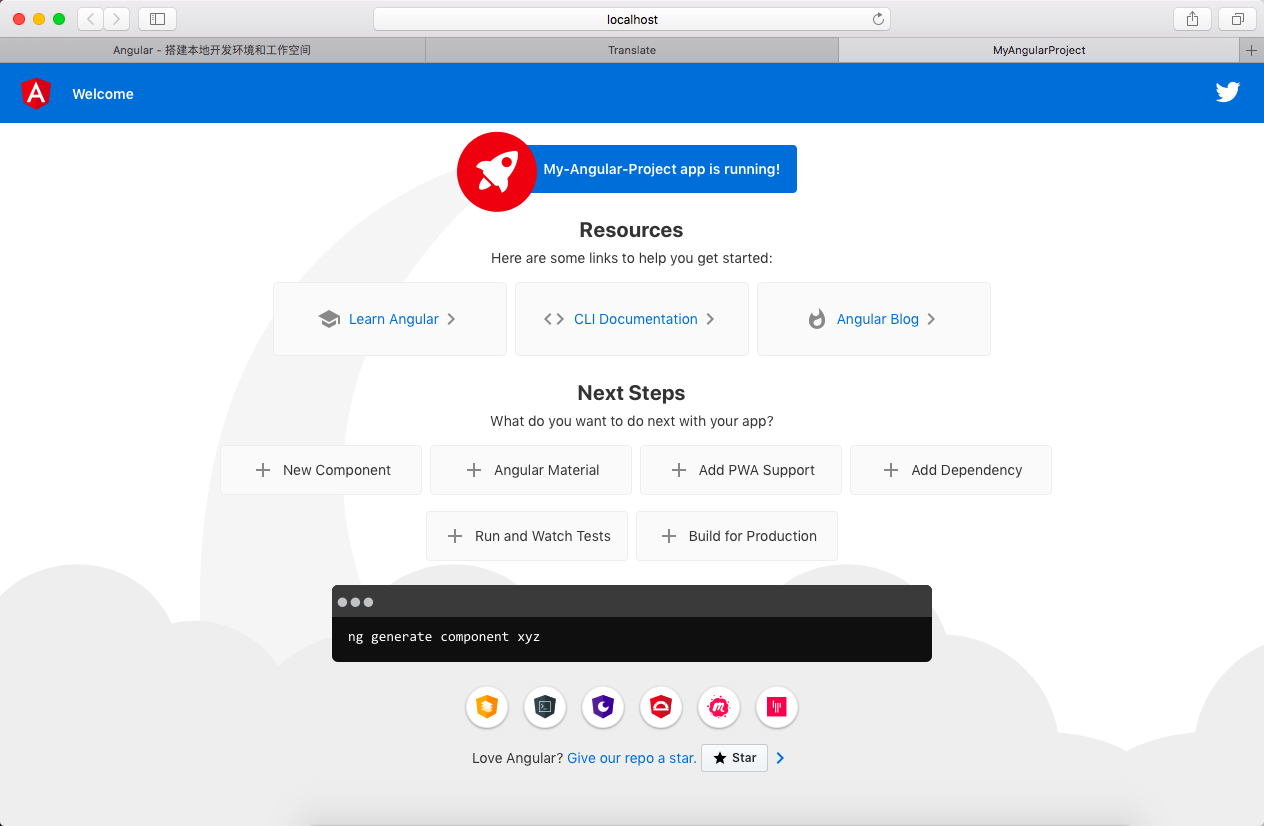 localhost
Angular - 搭建本地开发环境和工作空间
Translate
MyAngularProject
Welcome
My-Angular-Project app is running!
Resources
Here are some links to help you get started:
Learn Angular
CLI Documentation
Angular Blog
Next Steps
What do you want to do next with your app?
New Component
Angular Material
Add PWA Support
Add Dependency
Run and Watch Tests
Build for Production
ng generate component xyz
Love Angular? Give our repo a star. Star